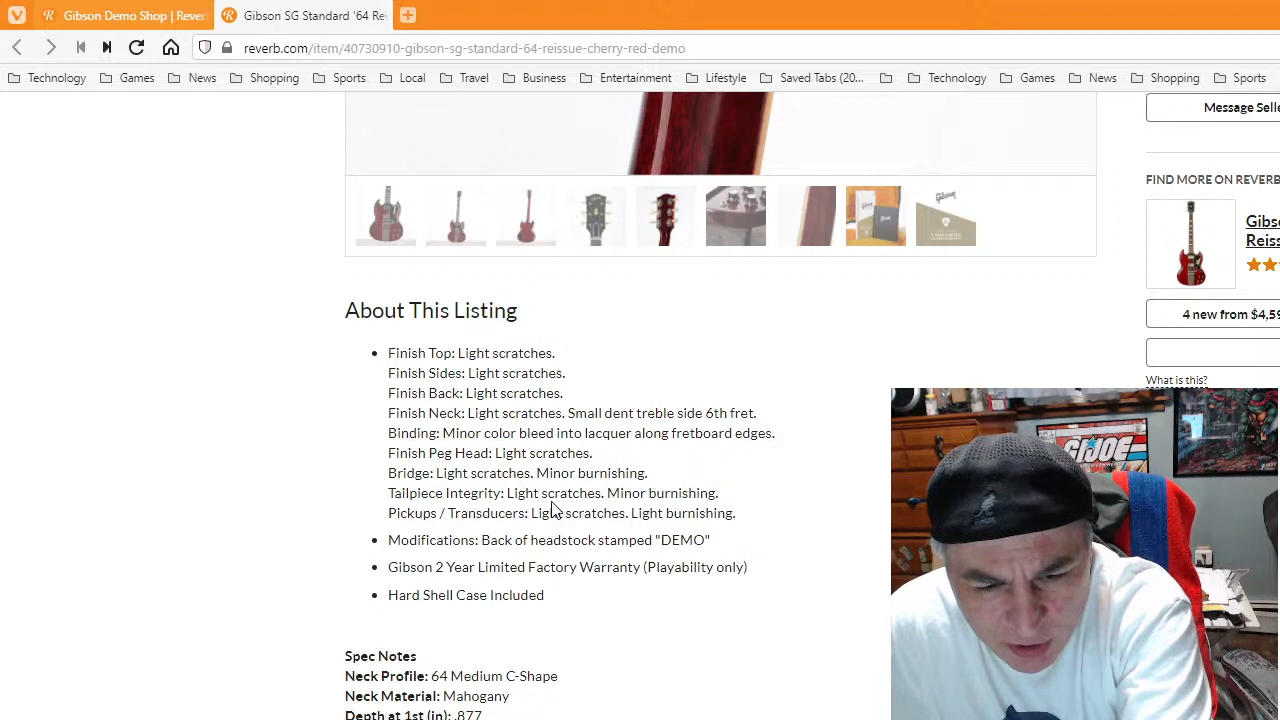 Gibson Demo Shop | Rever
Gibson SG Standard '64 Rei
reverb.com/item/40730910-gibson-sg-standard-64-reissue-cherry-red-demo
Technology Games News Shopping Sports Local Travel Business Entertainment Lifestyle Saved Tabs (20... Technology Games News Shopping Sports
Message Selle
FIND MORE ON REVERB
Gibso
Reiss
4 new from $4,59
What is this?
About This Listing
Finish Top: Light scratches.
Finish Sides: Light scratches.
Finish Back: Light scratches.
Finish Neck: Light scratches. Small dent treble side 6th fret.
Binding: Minor color bleed into lacquer along fretboard edges.
Finish Peg Head: Light scratches.
Bridge: Light scratches. Minor burnishing.
Tailpiece Integrity: Light scratches. Minor burnishing.
Pickups / Transducers: Light scratches. Light burnishing.
Modifications: Back of headstock stamped "DEMO"
Gibson 2 Year Limited Factory Warranty (Playability only)
Hard Shell Case Included
Spec Notes
Neck Profile: 64 Medium C-Shape
Neck Material: Mahogany
Depth at 1st (in): .877
G.I.JOE